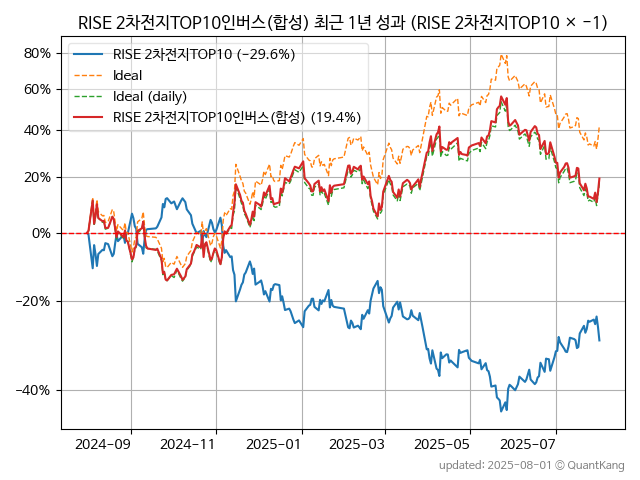 RISE 2차전지TOP10인버스(합성) 최근 1년 성과 (RISE 2차전지TOP10 × −1)
80%
60%
40%
20%
0%
−20%
−40%
RISE 2차전지TOP10 (−29.6%)
Ideal
Ideal (daily)
RISE 2차전지TOP10인버스(합성) (19.4%)
2024−09
2024−11
2025−01
2025−03
2025−05
2025−07
updated: 2025-08-01 © QuantKang